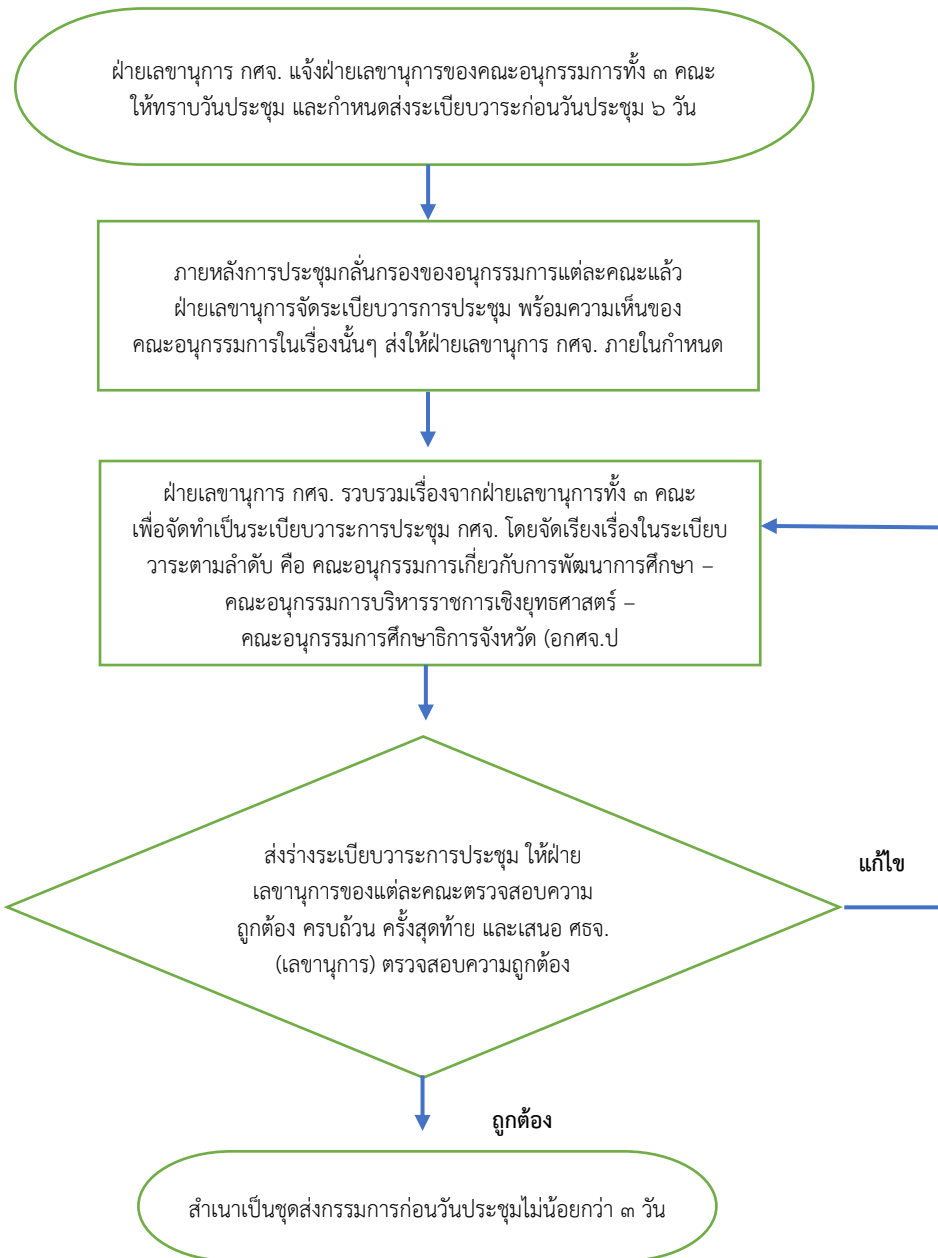 ฝ่ายเลขานุการ กศจ. แจ้งฝ่ายเลขานุการของคณะอนุกรรมการทั้ง ๓ คณะ
ให้ทราบวันประชุม และกำหนดส่งระเบียบวาระก่อนวันประชุม ๖ วัน
ภายหลังการประชุมกลั่นกรองของอนุกรรมการแต่ละคณะแล้ว
ฝ่ายเลขานุการจัดระเบียบวารการประชุม พร้อมความเห็นของ
คณะอนุกรรมการในเรื่องนั้นๆ ส่งให้ฝ่ายเลขานุการ กศจ. ภายในกำหนด
ฝ่ายเลขานุการ กศจ. รวบรวมเรื่องจากฝ่ายเลขานุการทั้ง ๓ คณะ
เพื่อจัดทำเป็นระเบียบวาระการประชุม กศจ. โดยจัดเรียงเรื่องในระเบียบ
วาระตามลำดับ คือ คณะอนุกรรมการเกี่ยวกับการพัฒนาการศึกษา –
คณะอนุกรรมการบริหารราชการเชิงยุทธศาสตร์ –
คณะอนุกรรมการศึกษาธิการจังหวัด (อกศจ.ป
ส่งร่างระเบียบวาระการประชุม ให้ฝ่าย
เลขานุการของแต่ละคณะตรวจสอบความ
ถูกต้อง ครบถ้วน ครั้งสุดท้าย และเสนอ ศธจ.
(เลขานุการ) ตรวจสอบความถูกต้อง
แก้ไข
ถูกต้อง
สำเนาเป็นชุดส่งกรรมการก่อนวันประชุมไม่น้อยกว่า ๓ วัน